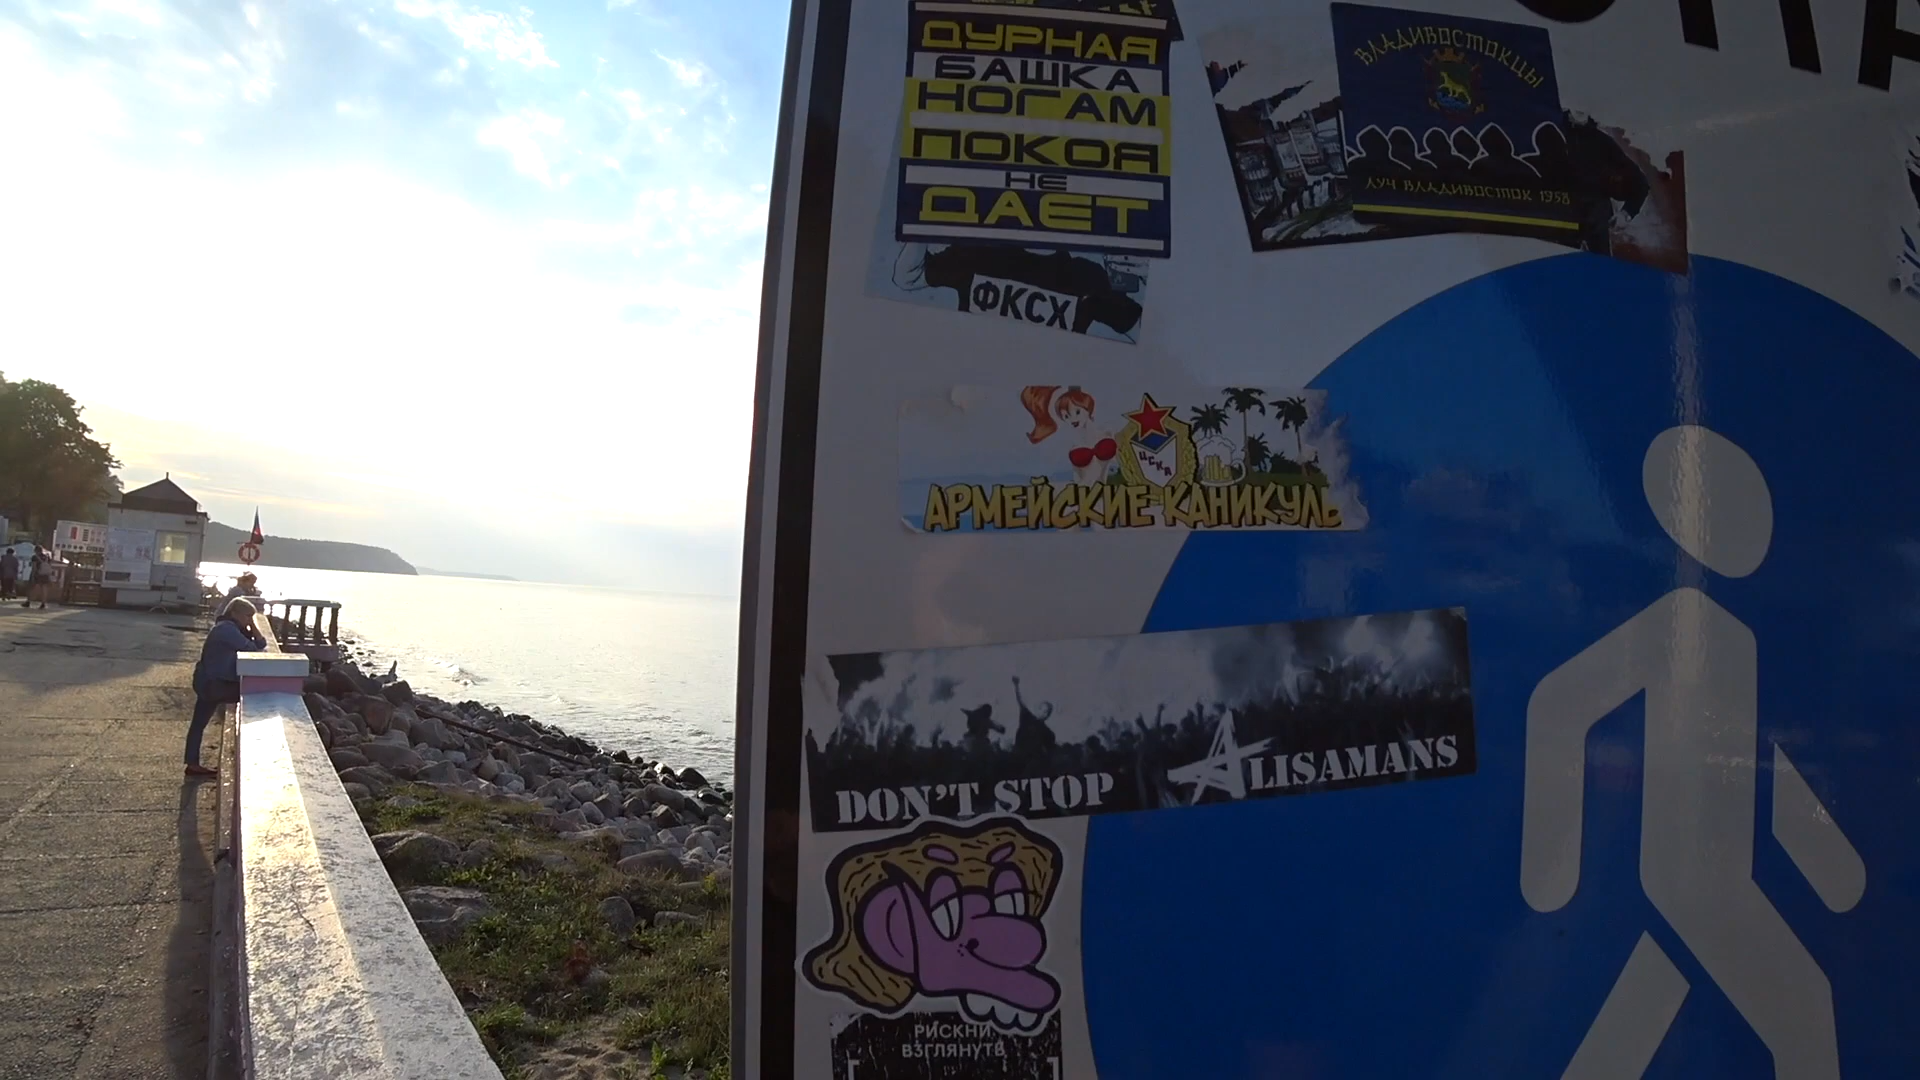 ДУРНАЯ
БАШКА
НОГАМ
ПОКОЯ
НЕ
ДАЕТ
ВЛАДИВОСТОКЦЫ
ЛУЧ ВЛАДИВОСТОК 1958
ФКСХ
ЦСКА
АРМЕЙСКИЕ КАНИКУЛЫ
DON'T STOP ALISAMANS
РИСКНИ
ВЗГЛЯНУТЬ